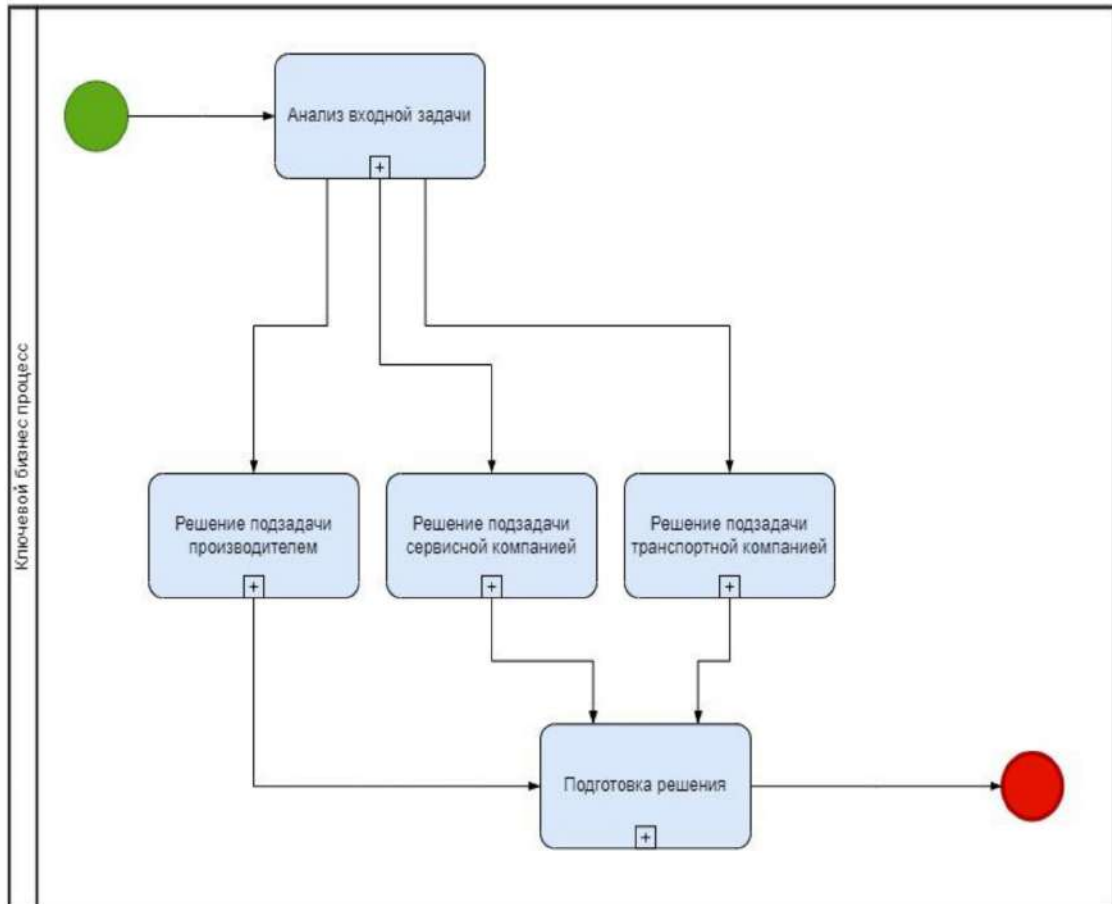 Ключевой бизнес процесс
Анализ входной задачи
Решение подзадачи
производителем
Решение подзадачи
сервисной компанией
Решение подзадачи
транспортной компанией
Подготовка решения